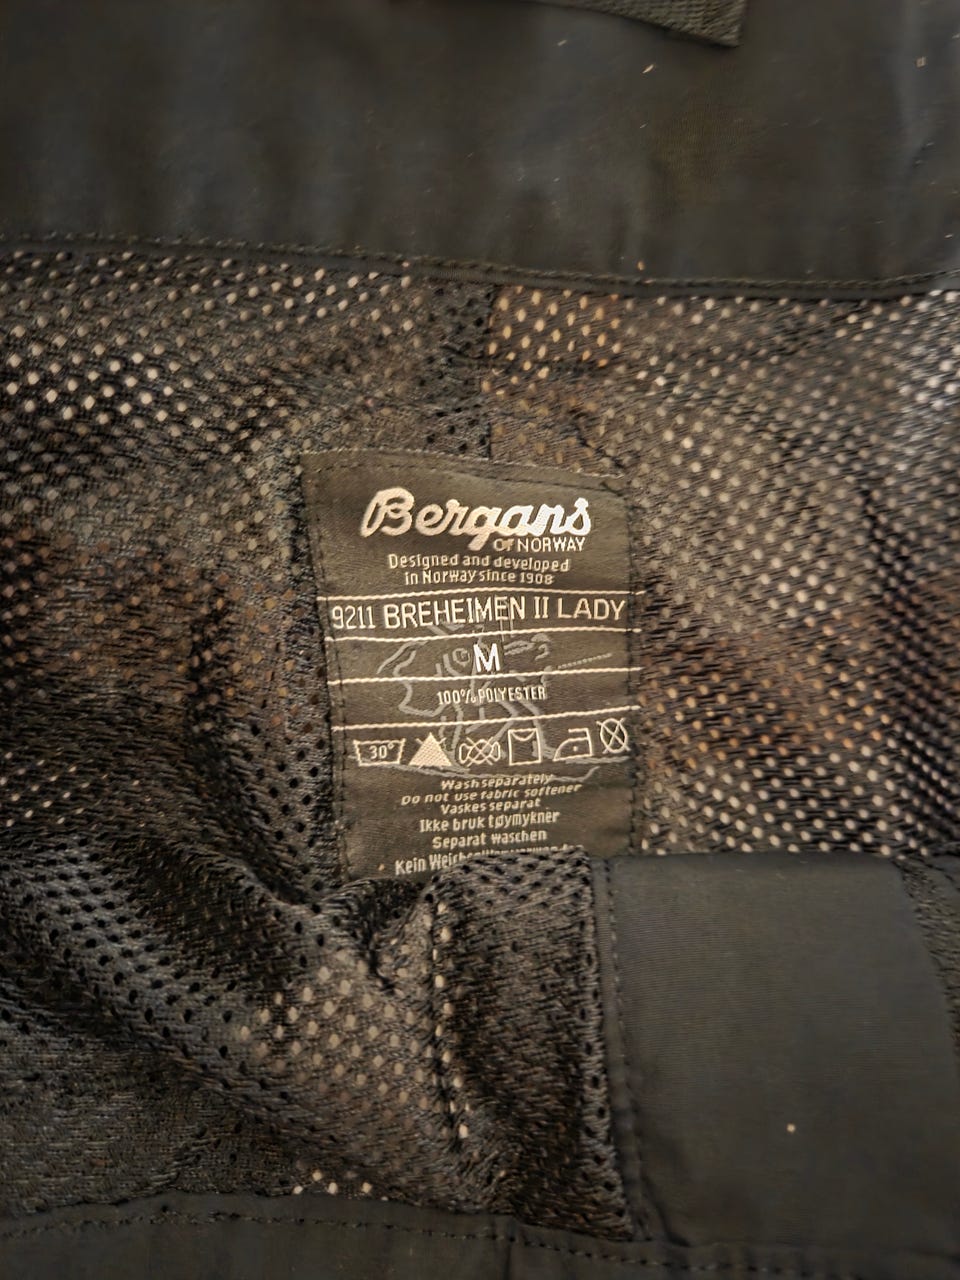 Bergans
OF NORWAY
Designed and developed
in Norway since 1908
9211 BREHEIMEN II LADY
M
100% POLYESTER
30°
Wash separately
Do not use fabric softener
Vaskes separat
Ikke bruk tøymykner
Separat waschen
Kein